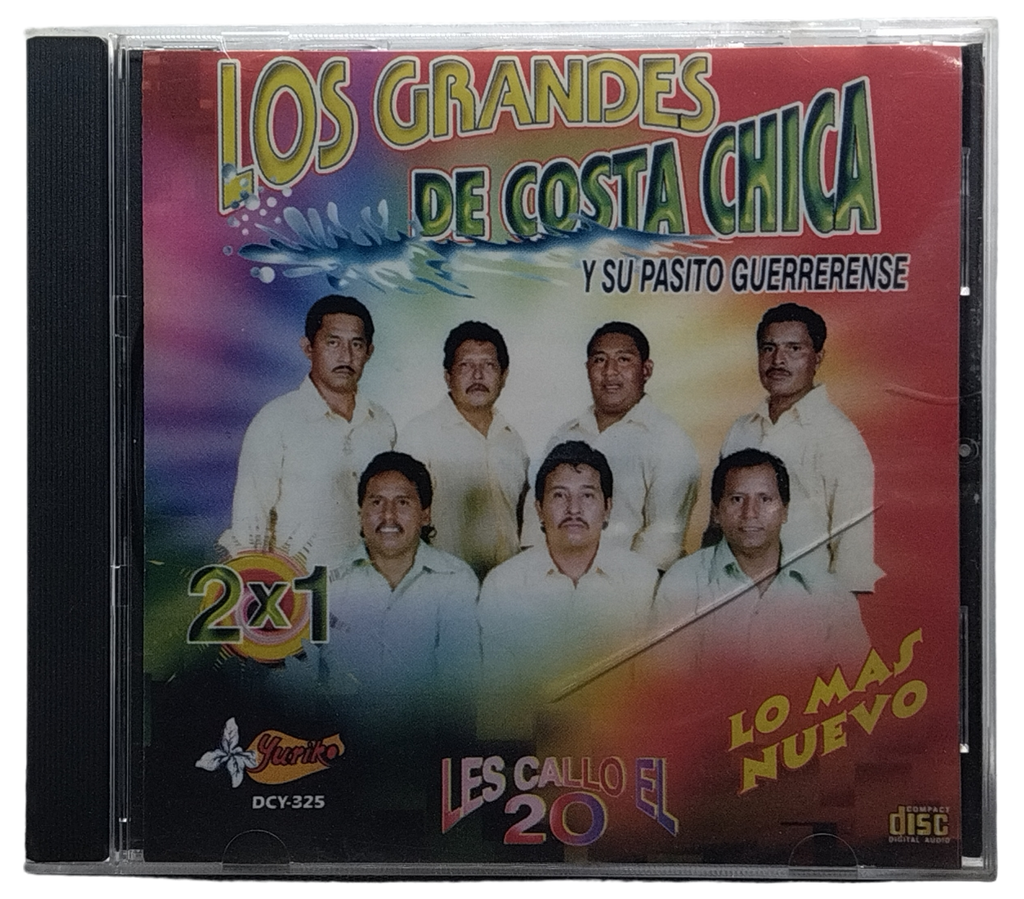 LOS GRANDES
DE COSTA CHICA
Y SU PASITO GUERRERENSE
2x1
LO MAS
NUEVO
Yuriko
DCY-325
LES CALLO EL
20
COMPACT
disc
DIGITAL AUDIO